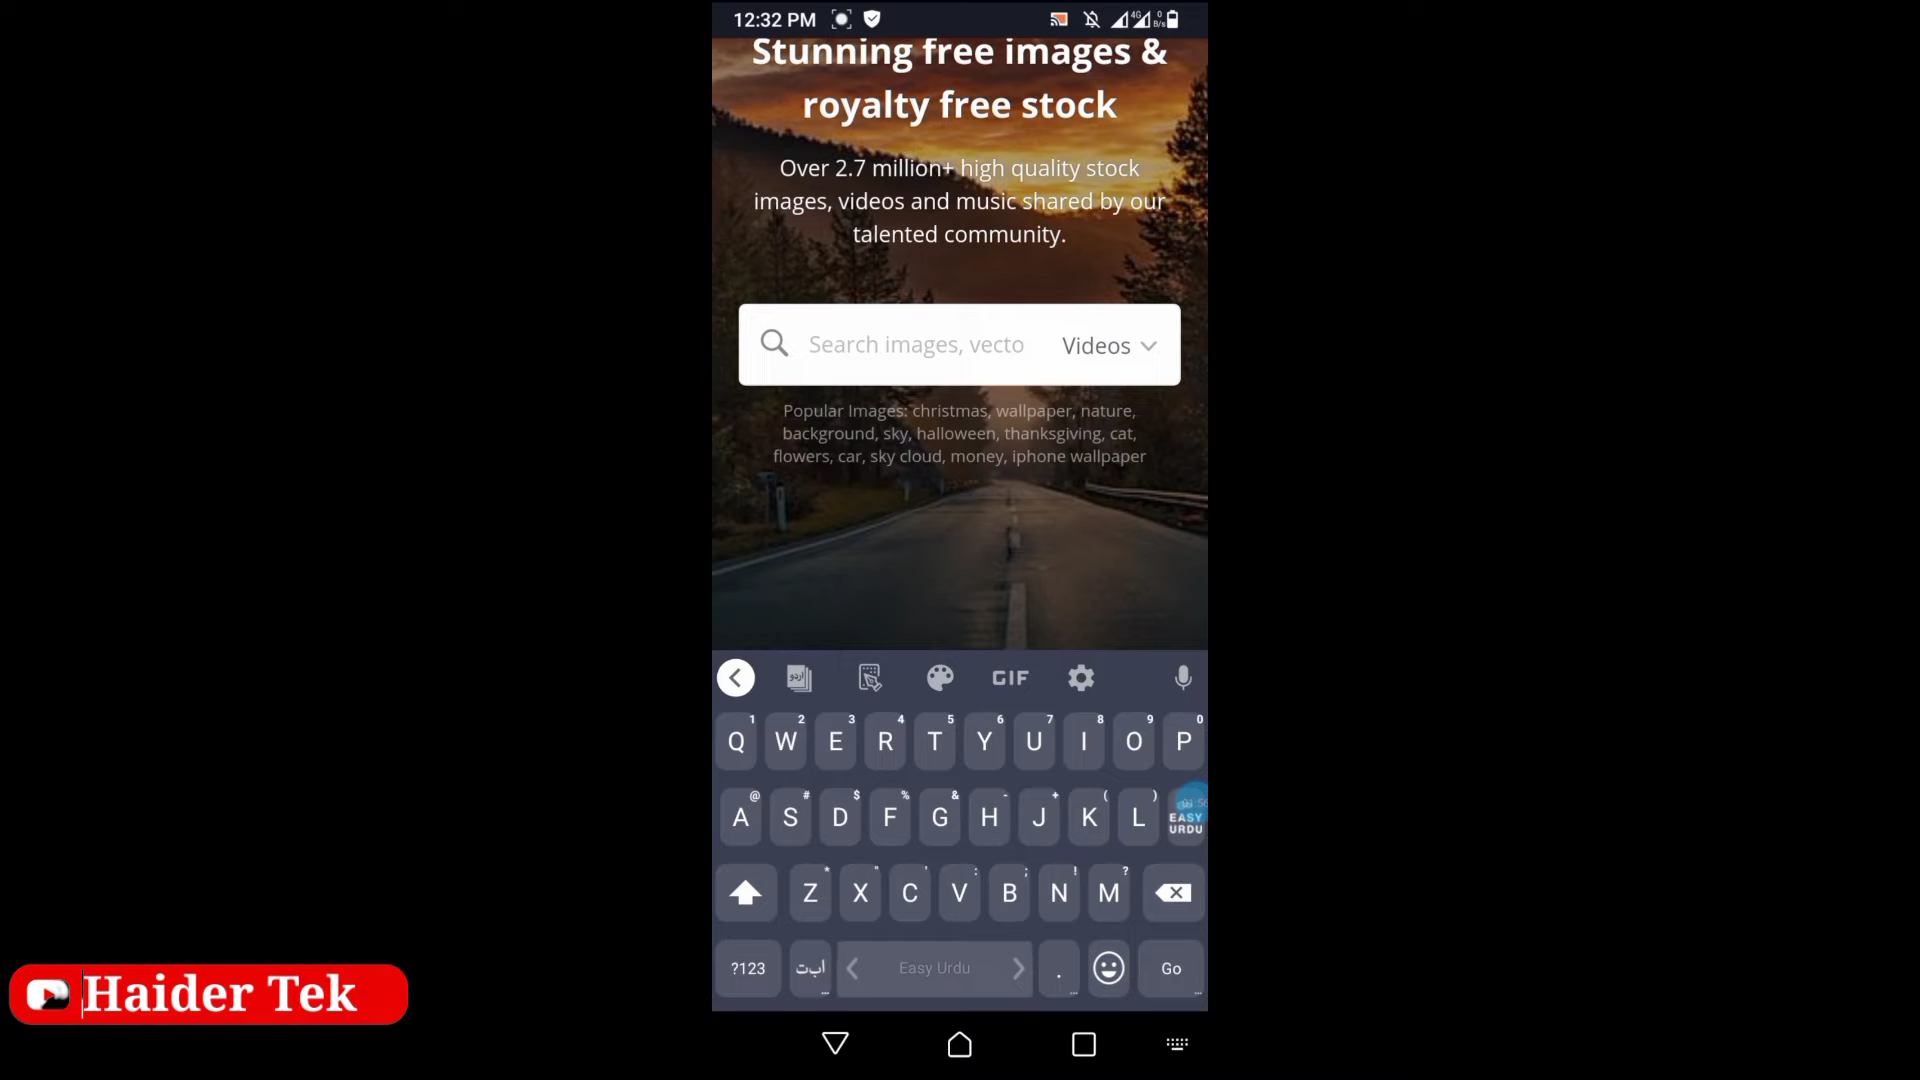 12:32 PM
4G
0 B/s
Stunning free images &
royalty free stock
Over 2.7 million+ high quality stock
images, videos and music shared by our
talented community.
Search images, vecto
Videos
Popular Images: christmas, wallpaper, nature,
background, sky, halloween, thanksgiving, cat,
flowers, car, sky cloud, money, iphone wallpaper
اردو
GIF
1 2 3 4 5 6 7 8 9 0
Q W E R T Y U I O P
@ # $ % & - + ( )
A S D F G H J K L
EASY
URDU
* " ' : ; ! ?
Z X C V B N M
?123
ا ب ت
Easy Urdu
.
Go
Haider Tek